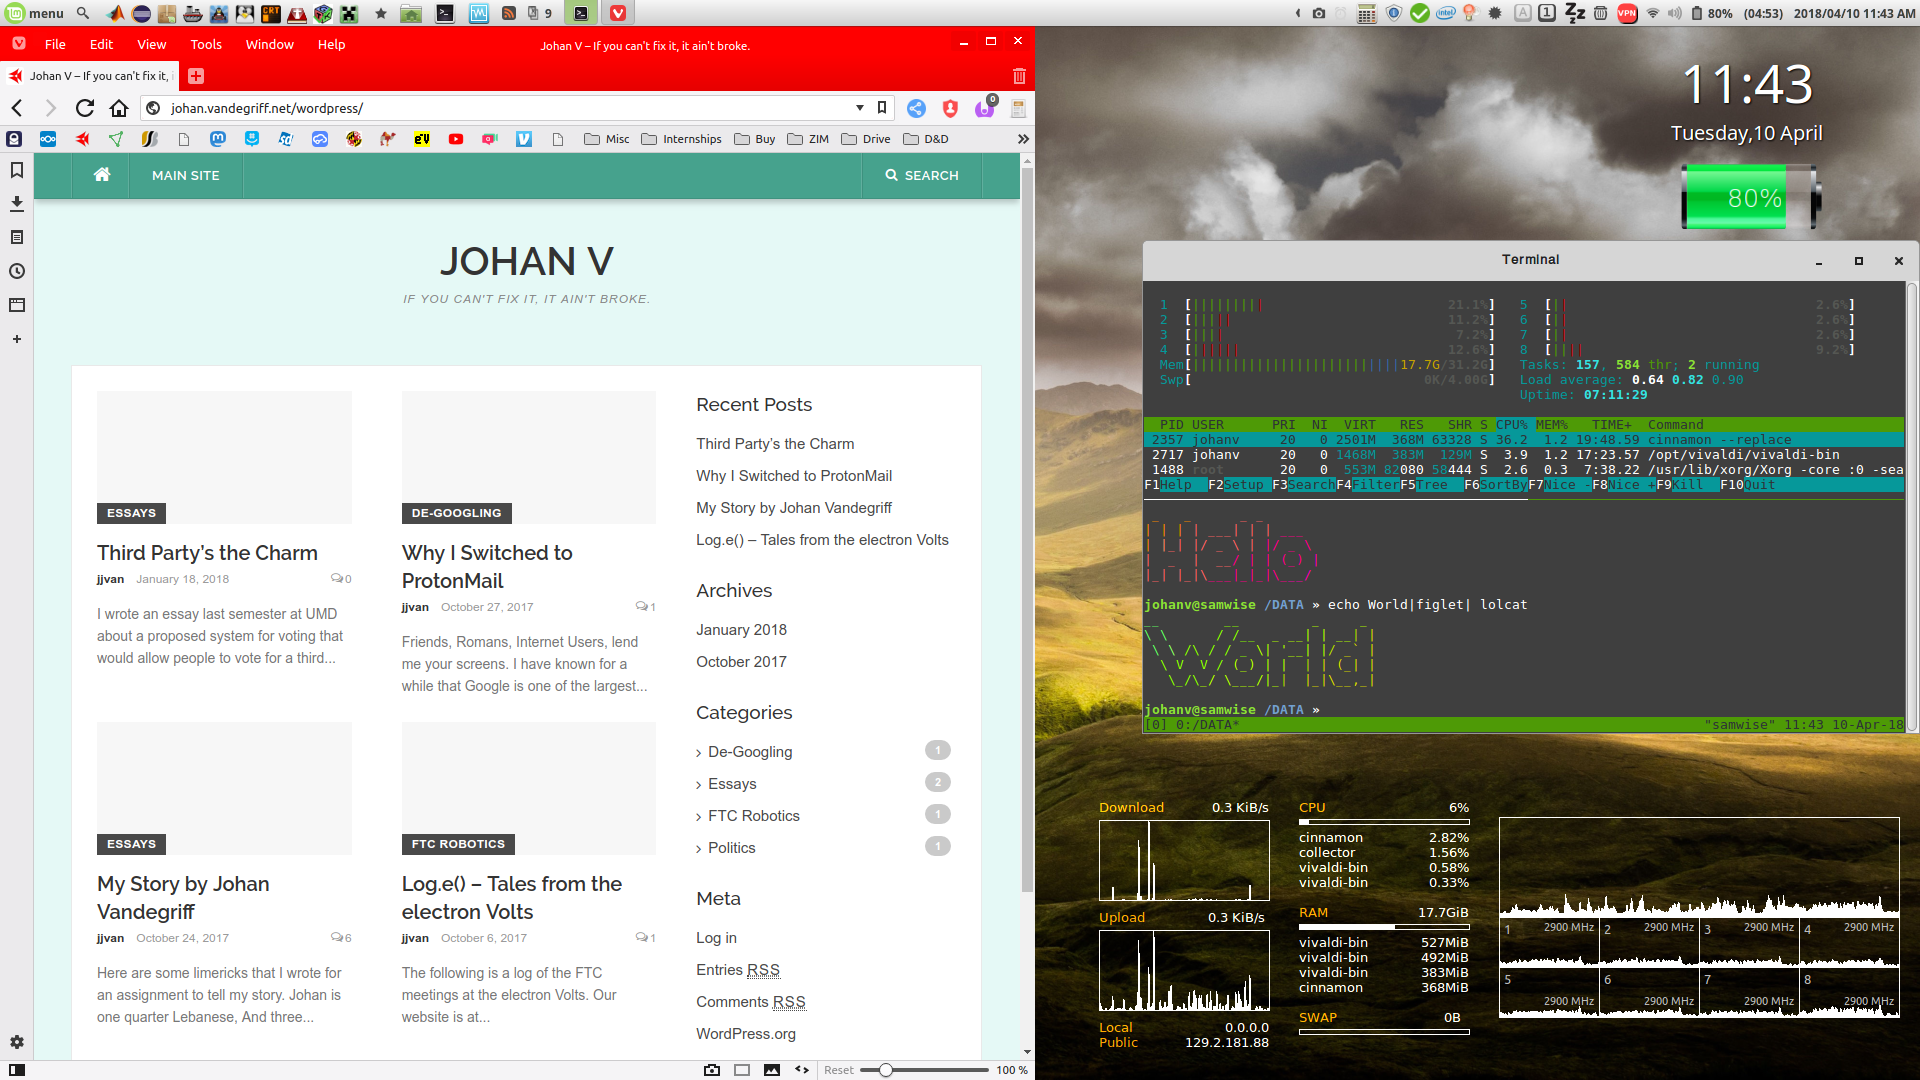 menu
9
VPN
80%
(04:53)
2018/04/10 11:43 AM
File Edit View Tools Window Help
Johan V – If you can't fix it, it ain't broke.
Johan V – If you can't fix it, i
johan.vandegriff.net/wordpress/
0
Misc Internships Buy ZIM Drive D&D
MAIN SITE
SEARCH
JOHAN V
IF YOU CAN'T FIX IT, IT AIN'T BROKE.
ESSAYS
Third Party’s the Charm
jjvan January 18, 2018 0
I wrote an essay last semester at UMD
about a proposed system for voting that
would allow people to vote for a third...
DE-GOOGLING
Why I Switched to
ProtonMail
jjvan October 27, 2017 1
Friends, Romans, Internet Users, lend
me your screens. I have known for a
while that Google is one of the largest...
ESSAYS
My Story by Johan
Vandegriff
jjvan October 24, 2017 6
Here are some limericks that I wrote for
an assignment to tell my story. Johan is
one quarter Lebanese, And three...
FTC ROBOTICS
Log.e() – Tales from the
electron Volts
jjvan October 6, 2017 1
The following is a log of the FTC
meetings at the electron Volts. Our
website is at...
Recent Posts
Third Party’s the Charm
Why I Switched to ProtonMail
My Story by Johan Vandegriff
Log.e() – Tales from the electron Volts
Archives
January 2018
October 2017
Categories
De-Googling 1
Essays 2
FTC Robotics 1
Politics 1
Meta
Log in
Entries RSS
Comments RSS
WordPress.org
Reset 100 %
11:43
Tuesday,10 April
80%
Terminal
1 [ 21.1%] 5 [ 2.6%]
2 [ 11.2%] 6 [ 2.6%]
3 [ 7.2%] 7 [ 2.6%]
4 [ 12.6%] 8 [ 9.2%]
Mem[ 17.7G/31.2G] Tasks: 157, 584 thr; 2 running
Swp[ 0K/4.00G] Load average: 0.64 0.82 0.90
Uptime: 07:11:29
PID USER PRI NI VIRT RES SHR S CPU% MEM% TIME+ Command
2357 johanv 20 0 2501M 368M 63328 S 36.2 1.2 19:48.59 cinnamon --replace
2717 johanv 20 0 1468M 383M 129M S 3.9 1.2 17:23.57 /opt/vivaldi/vivaldi-bin
1488 root 20 0 553M 82080 58444 S 2.6 0.3 7:38.22 /usr/lib/xorg/Xorg -core :0 -sea
F1Help F2Setup F3SearchF4FilterF5Tree F6SortByF7Nice -F8Nice +F9Kill F10Quit
Hello
johanv@samwise /DATA » echo World|figlet| lolcat
World
johanv@samwise /DATA »
[0] 0:/DATA* "samwise" 11:43 10-Apr-18
Download 0.3 KiB/s
Upload 0.3 KiB/s
Local 0.0.0.0
Public 129.2.181.88
CPU 6%
cinnamon 2.82%
collector 1.56%
vivaldi-bin 0.58%
vivaldi-bin 0.33%
RAM 17.7GiB
vivaldi-bin 527MiB
vivaldi-bin 492MiB
vivaldi-bin 383MiB
cinnamon 368MiB
SWAP 0B
1 2900 MHz 2 2900 MHz 3 2900 MHz 4 2900 MHz
5 2900 MHz 6 2900 MHz 7 2900 MHz 8 2900 MHz